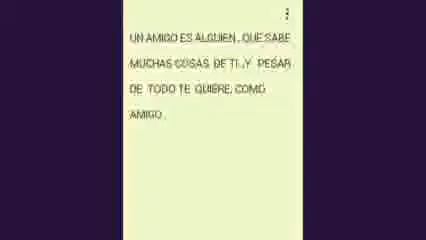 UN AMIGO ES ALGUIEN , QUE SABE
MUCHAS COSAS DE TI ,Y PESAR
DE TODO TE QUIERE, COMO
AMIGO .